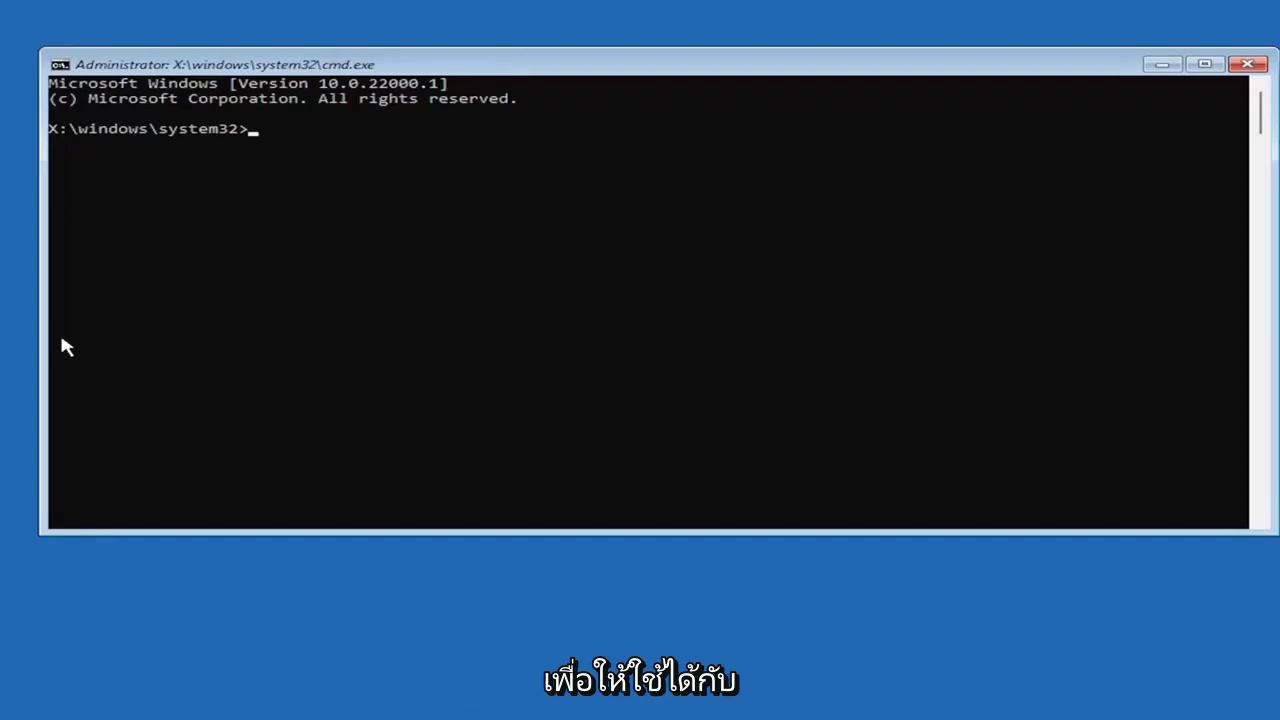 Administrator: X:\windows\system32\cmd.exe
Microsoft Windows [Version 10.0.22000.1]
(c) Microsoft Corporation. All rights reserved.
X:\windows\system32>_
เพื่อให้ใช้ได้กับ